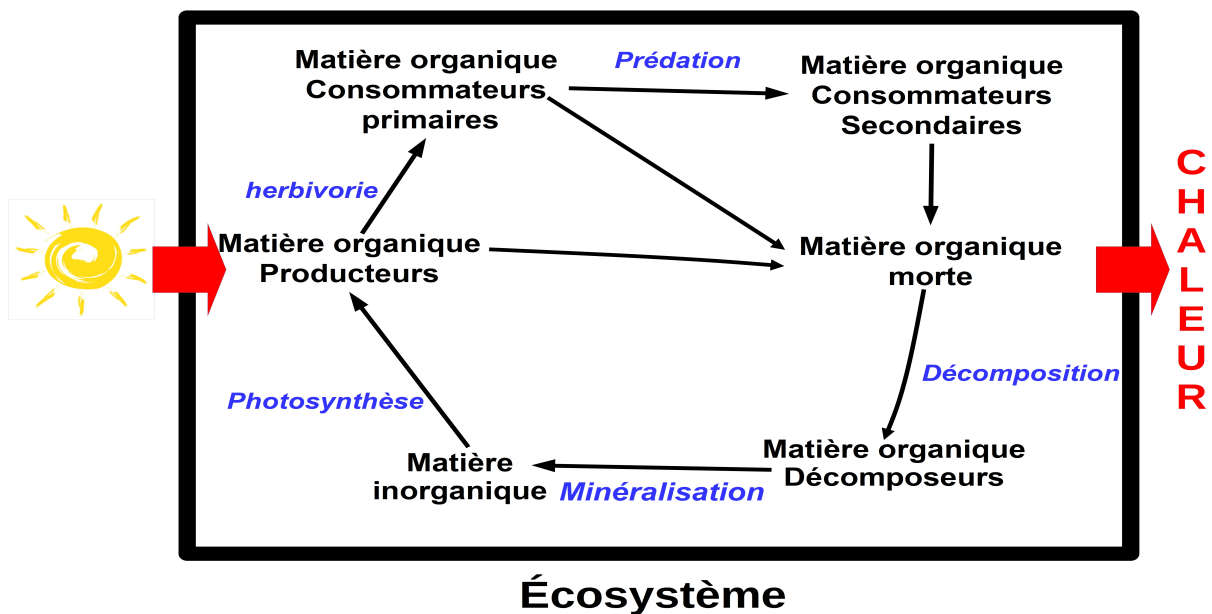 Matière organique
Consommateurs
primaires
Prédation
Matière organique
Consommateurs
Secondaires
herbivorie
Matière organique
Producteurs
Matière organique
morte
Photosynthèse
Décomposition
Matière
inorganique
Minéralisation
Matière organique
Décomposeurs
CHALEUR
Écosystème